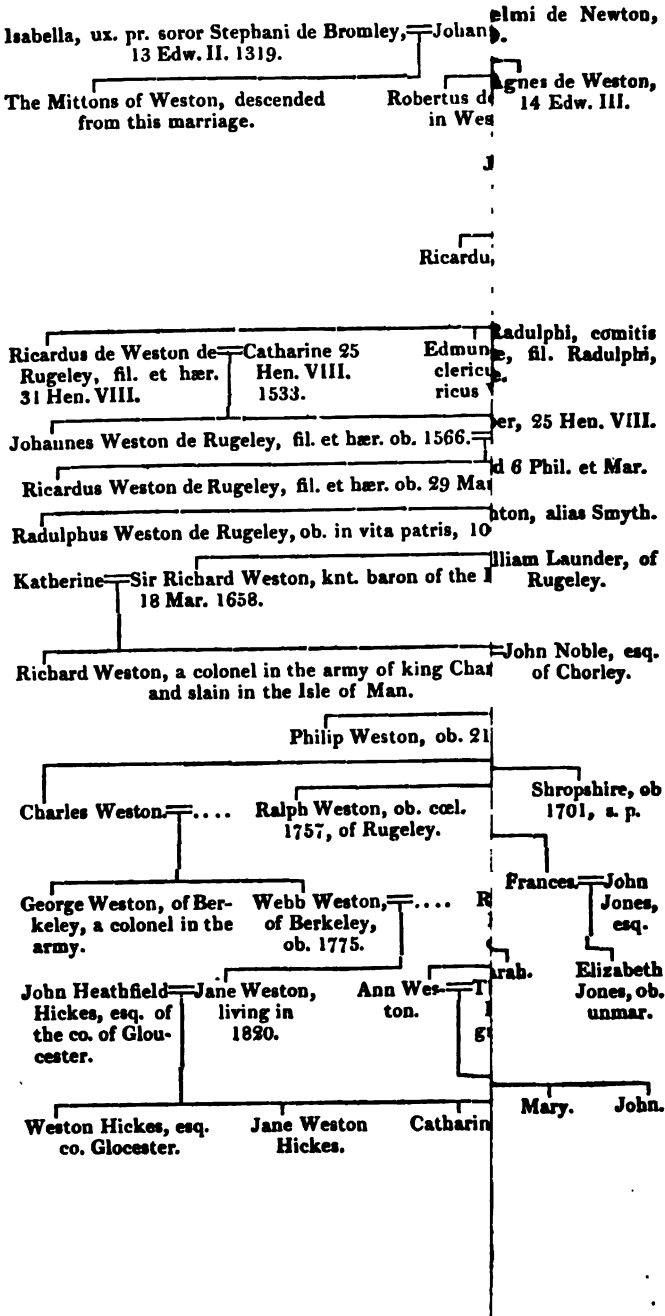 Isabella, ux. pr. soror Stephani de Bromley, Johan
13 Edw. II. 1319.
elmi de Newton,
The Mittons of Weston, descended
from this marriage.
Robertus
in
Agnes de Weston,
14 Edw. III.
Ricardu
Ricardus de Weston de
Rugeley, fil. et hær.
31 Hen. VIII.
Catharine 25
Hen. VIII.
1533.
Edmun
clericu
ricus
Radulphi, comitis
fil. Radulphi,
Johannes Weston de Rugeley, fil. et hær. ob. 1566.
er, 25 Hen. VIII.
Ricardus Weston de Rugeley, fil. et hær. ob. 29 Ma
d 6 Phil. et Mar.
Radulphus Weston de Rugeley, ob. in vita patris, 10
hton, alias Smyth.
Katherine Sir Richard Weston, knt. baron of the
18 Mar. 1658.
lliam Launder, of
Rugeley.
Richard Weston, a colonel in the army of king Cha
and slain in the Isle of Man.
John Noble, esq.
of Chorley.
Philip Weston, ob. 21
Charles Weston. ....
Ralph Weston, ob. cœl.
1757, of Rugeley.
Shropshire, ob
1701, s. p.
George Weston, of Ber-
keley, a colonel in the
army.
Webb Weston, ....
of Berkeley,
ob. 1775.
R
Frances John
Jones,
esq.
John Heathfield
Hickes, esq. of
the co. of Glou-
cester.
Jane Weston,
living in
1820.
Ann Wes-
ton.
T
arah.
Elizabeth
Jones, ob.
unmar.
Weston Hickes, esq.
co. Glocester.
Jane Weston
Hickes.
Catharin
Mary.
John.